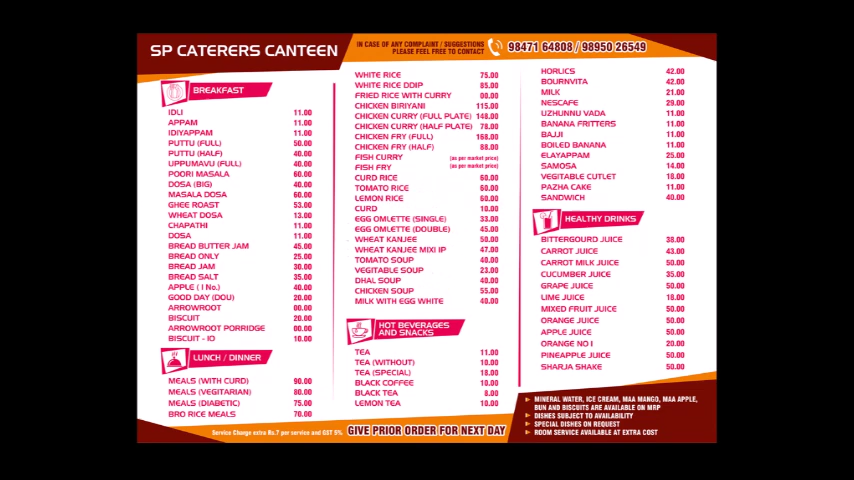 SP CATERERS CANTEEN
IN CASE OF ANY COMPLAINT / SUGGESTIONS
PLEASE FEEL FREE TO CONTACT
98471 64808 / 98950 26549
BREAKFAST
IDLI 11.00
APPAM 11.00
IDIYAPPAM 11.00
PUTTU (FULL) 50.00
PUTTU (HALF) 40.00
UPPUMAVU (FULL) 40.00
POORI MASALA 60.00
DOSA (BIG) 40.00
MASALA DOSA 60.00
GHEE ROAST 53.00
WHEAT DOSA 13.00
CHAPATHI 11.00
DOSA 11.00
BREAD BUTTER JAM 45.00
BREAD ONLY 25.00
BREAD JAM 30.00
BREAD SALT 35.00
APPLE ( I No.) 40.00
GOOD DAY (DOU) 20.00
ARROWROOT 00.00
BISCUIT 20.00
ARROWROOT PORRIDGE 00.00
BISCUIT - IO 10.00
LUNCH / DINNER
MEALS (WITH CURD) 90.00
MEALS (VEGITARIAN) 80.00
MEALS (DIABETIC) 75.00
BRO RICE MEALS 70.00
WHITE RICE 75.00
WHITE RICE DDIP 85.00
FRIED RICE WITH CURRY 00.00
CHICKEN BIRIYANI 115.00
CHICKEN CURRY (FULL PLATE) 148.00
CHICKEN CURRY (HALF PLATE) 78.00
CHICKEN FRY (FULL) 168.00
CHICKEN FRY (HALF) 88.00
FISH CURRY (as per market price)
FISH FRY (as per market price)
CURD RICE 60.00
TOMATO RICE 60.00
LEMON RICE 60.00
CURD 10.00
EGG OMLETTE (SINGLE) 33.00
EGG OMLETTE (DOUBLE) 45.00
WHEAT KANJEE 50.00
WHEAT KANJEE MIXI IP 47.00
TOMATO SOUP 40.00
VEGITABLE SOUP 23.00
DHAL SOUP 40.00
CHICKEN SOUP 55.00
MILK WITH EGG WHITE 40.00
HOT BEVERAGES
AND SNACKS
TEA 11.00
TEA (WITHOUT) 10.00
TEA (SPECIAL) 18.00
BLACK COFFEE 10.00
BLACK TEA 8.00
LEMON TEA 10.00
HORLICS 42.00
BOURNVITA 42.00
MILK 21.00
NESCAFE 29.00
UZHUNNU VADA 11.00
BANANA FRITTERS 11.00
BAJJI 11.00
BOILED BANANA 11.00
ELAYAPPAM 25.00
SAMOSA 14.00
VEGITABLE CUTLET 18.00
PAZHA CAKE 11.00
SANDWICH 40.00
HEALTHY DRINKS
BITTERGOURD JUICE 38.00
CARROT JUICE 43.00
CARROT MILK JUICE 50.00
CUCUMBER JUICE 35.00
GRAPE JUICE 50.00
LIME JUICE 18.00
MIXED FRUIT JUICE 50.00
ORANGE JUICE 50.00
APPLE JUICE 50.00
ORANGE NO I 20.00
PINEAPPLE JUICE 50.00
SHARJA SHAKE 50.00
MINERAL WATER, ICE CREAM, MAA MANGO, MAA APPLE,
BUN AND BISCUITS ARE AVAILABLE ON MRP
DISHES SUBJECT TO AVAILABILITY
SPECIAL DISHES ON REQUEST
ROOM SERVICE AVAILABLE AT EXTRA COST
Service Charge extra Rs.7 per service and GST 5%
GIVE PRIOR ORDER FOR NEXT DAY